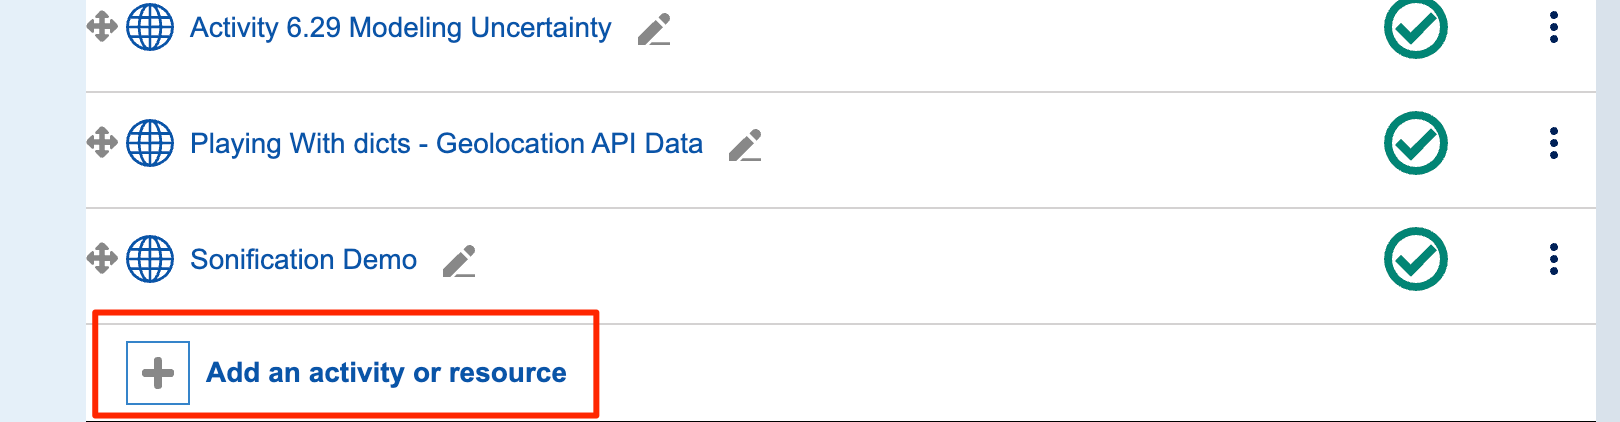 Activity 6.29 Modeling Uncertainty
Playing With dicts - Geolocation API Data
Sonification Demo
Add an activity or resource